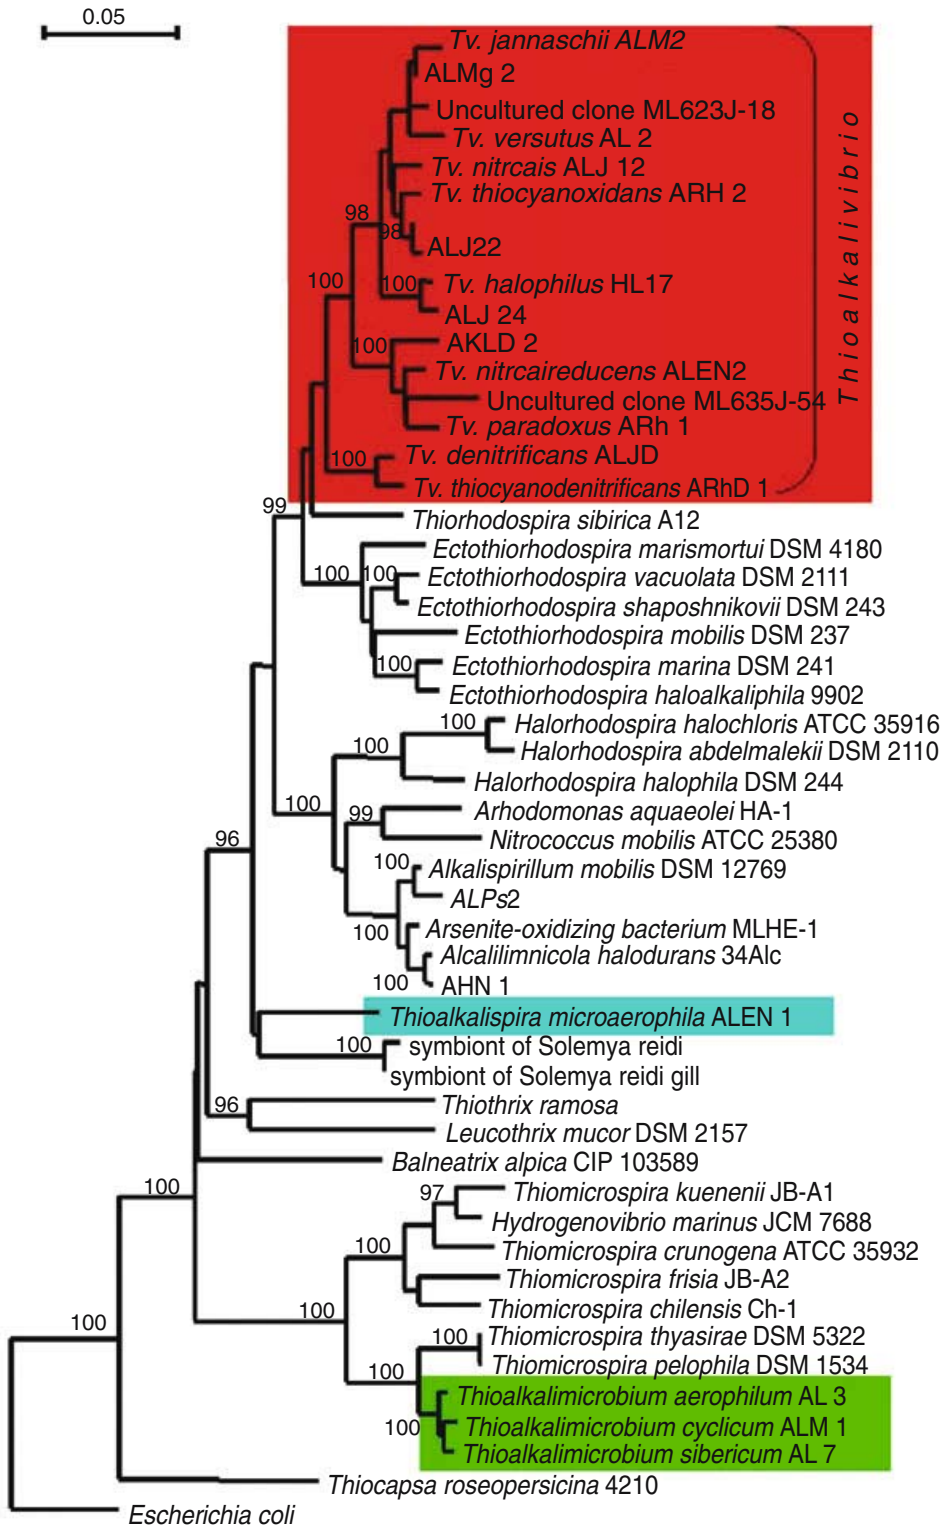 0.05
Tv. jannaschii ALM2
ALMg 2
Uncultured clone ML623J-18
Tv. versutus AL 2
Tv. nitrcais ALJ 12
Tv. thiocyanoxidans ARH 2
98
98
ALJ22
Thioalkalivibrio
100
100
Tv. halophilus HL17
ALJ 24
100
AKLD 2
Tv. nitrcaireducens ALEN2
Uncultured clone ML635J-54
Tv. paradoxus ARh 1
100
Tv. denitrificans ALJD
Tv. thiocyanodenitrificans ARhD 1
99
Thiorhodospira sibirica A12
Ectothiorhodospira marismortui DSM 4180
100
100
Ectothiorhodospira vacuolata DSM 2111
Ectothiorhodospira shaposhnikovii DSM 243
Ectothiorhodospira mobilis DSM 237
100
Ectothiorhodospira marina DSM 241
Ectothiorhodospira haloalkaliphila 9902
100
Halorhodospira halochloris ATCC 35916
100
Halorhodospira abdelmalekii DSM 2110
Halorhodospira halophila DSM 244
100
99
Arhodomonas aquaeolei HA-1
96
Nitrococcus mobilis ATCC 25380
100
Alkalispirillum mobilis DSM 12769
ALPs2
100
Arsenite-oxidizing bacterium MLHE-1
Alcalilimnicola halodurans 34Alc
100
AHN 1
Thioalkalispira microaerophila ALEN 1
100
symbiont of Solemya reidi
symbiont of Solemya reidi gill
96
Thiothrix ramosa
Leucothrix mucor DSM 2157
Balneatrix alpica CIP 103589
100
97
Thiomicrospira kuenenii JB-A1
Hydrogenovibrio marinus JCM 7688
100
Thiomicrospira crunogena ATCC 35932
Thiomicrospira frisia JB-A2
100
Thiomicrospira chilensis Ch-1
100
100
Thiomicrospira thyasirae DSM 5322
100
Thiomicrospira pelophila DSM 1534
Thioalkalimicrobium aerophilum AL 3
100
Thioalkalimicrobium cyclicum ALM 1
Thioalkalimicrobium sibericum AL 7
Thiocapsa roseopersicina 4210
Escherichia coli